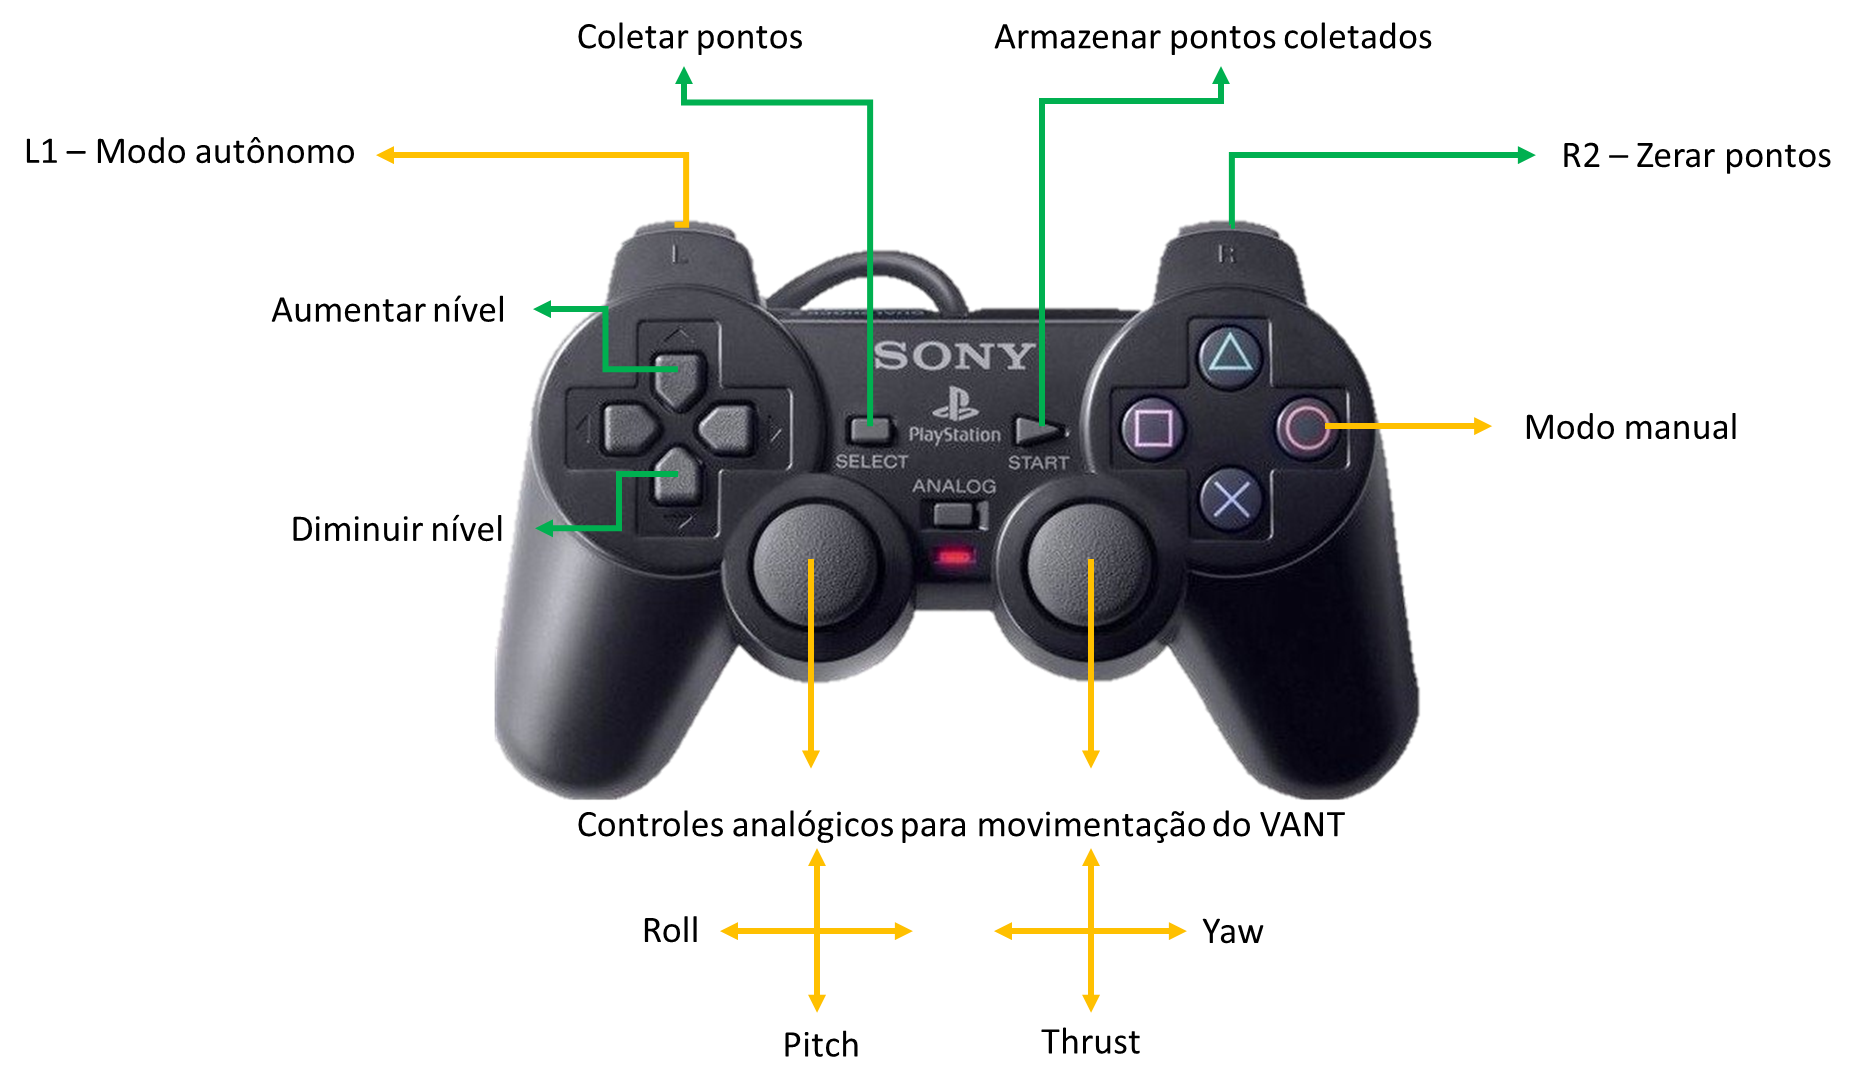 Coletar pontos
Armazenar pontos coletados
L1 – Modo autônomo
R2 – Zerar pontos
L
R
Aumentar nível
SONY
PlayStation
SELECT
START
Modo manual
ANALOG
Diminuir nível
Controles analógicos para movimentação do VANT
Roll
Yaw
Pitch
Thrust